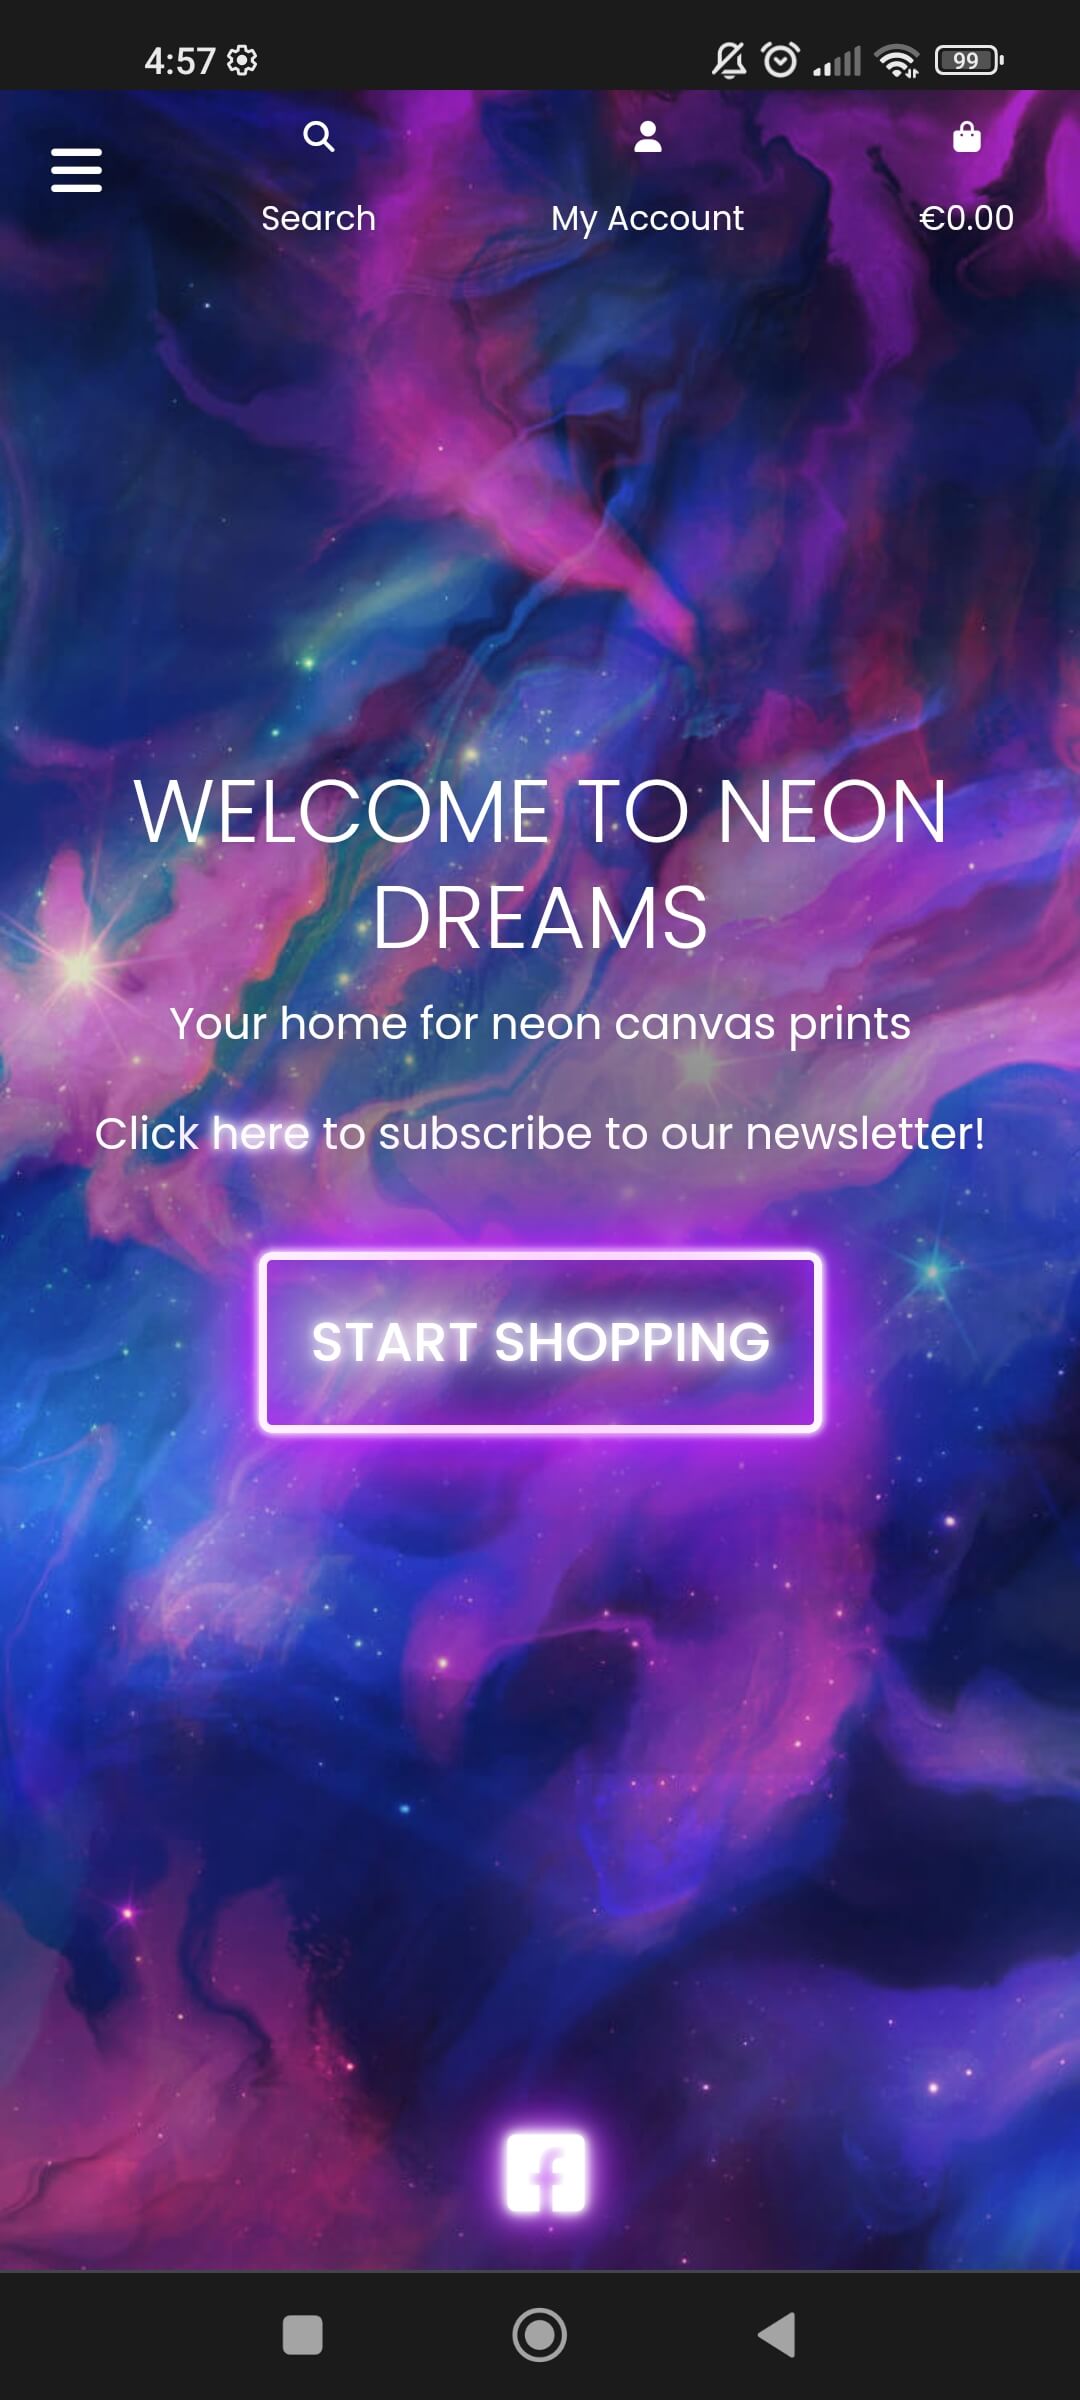 4:57
99
Search
My Account
€0.00
WELCOME TO NEON
DREAMS
Your home for neon canvas prints
Click here to subscribe to our newsletter!
START SHOPPING